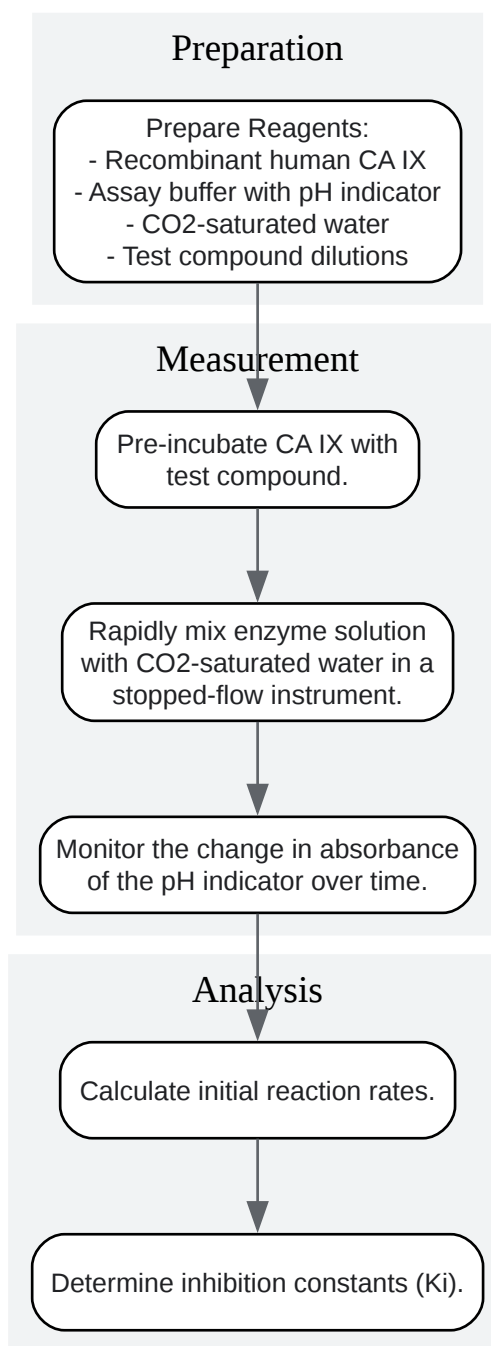 Preparation
Prepare Reagents:
- Recombinant human CA IX
- Assay buffer with pH indicator
- CO2-saturated water
- Test compound dilutions
Measurement
Pre-incubate CA IX with
test compound.
Rapidly mix enzyme solution
with CO2-saturated water in a
stopped-flow instrument.
Monitor the change in absorbance
of the pH indicator over time.
Analysis
Calculate initial reaction rates.
Determine inhibition constants (Ki).